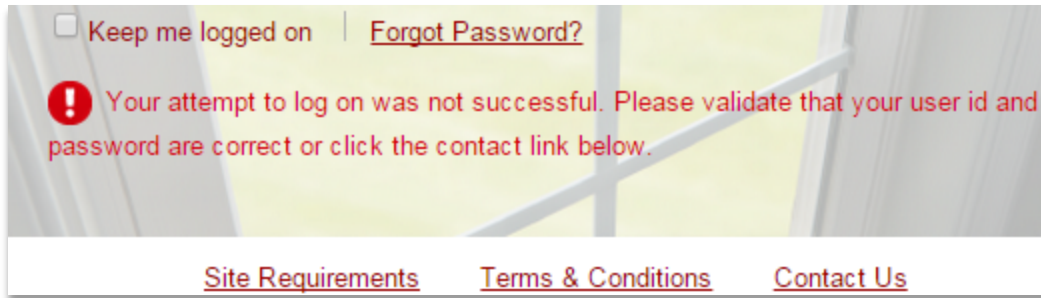 Keep me logged on Forgot Password?
Your attempt to log on was not successful. Please validate that your user id and
password are correct or click the contact link below.
Site Requirements Terms & Conditions Contact Us